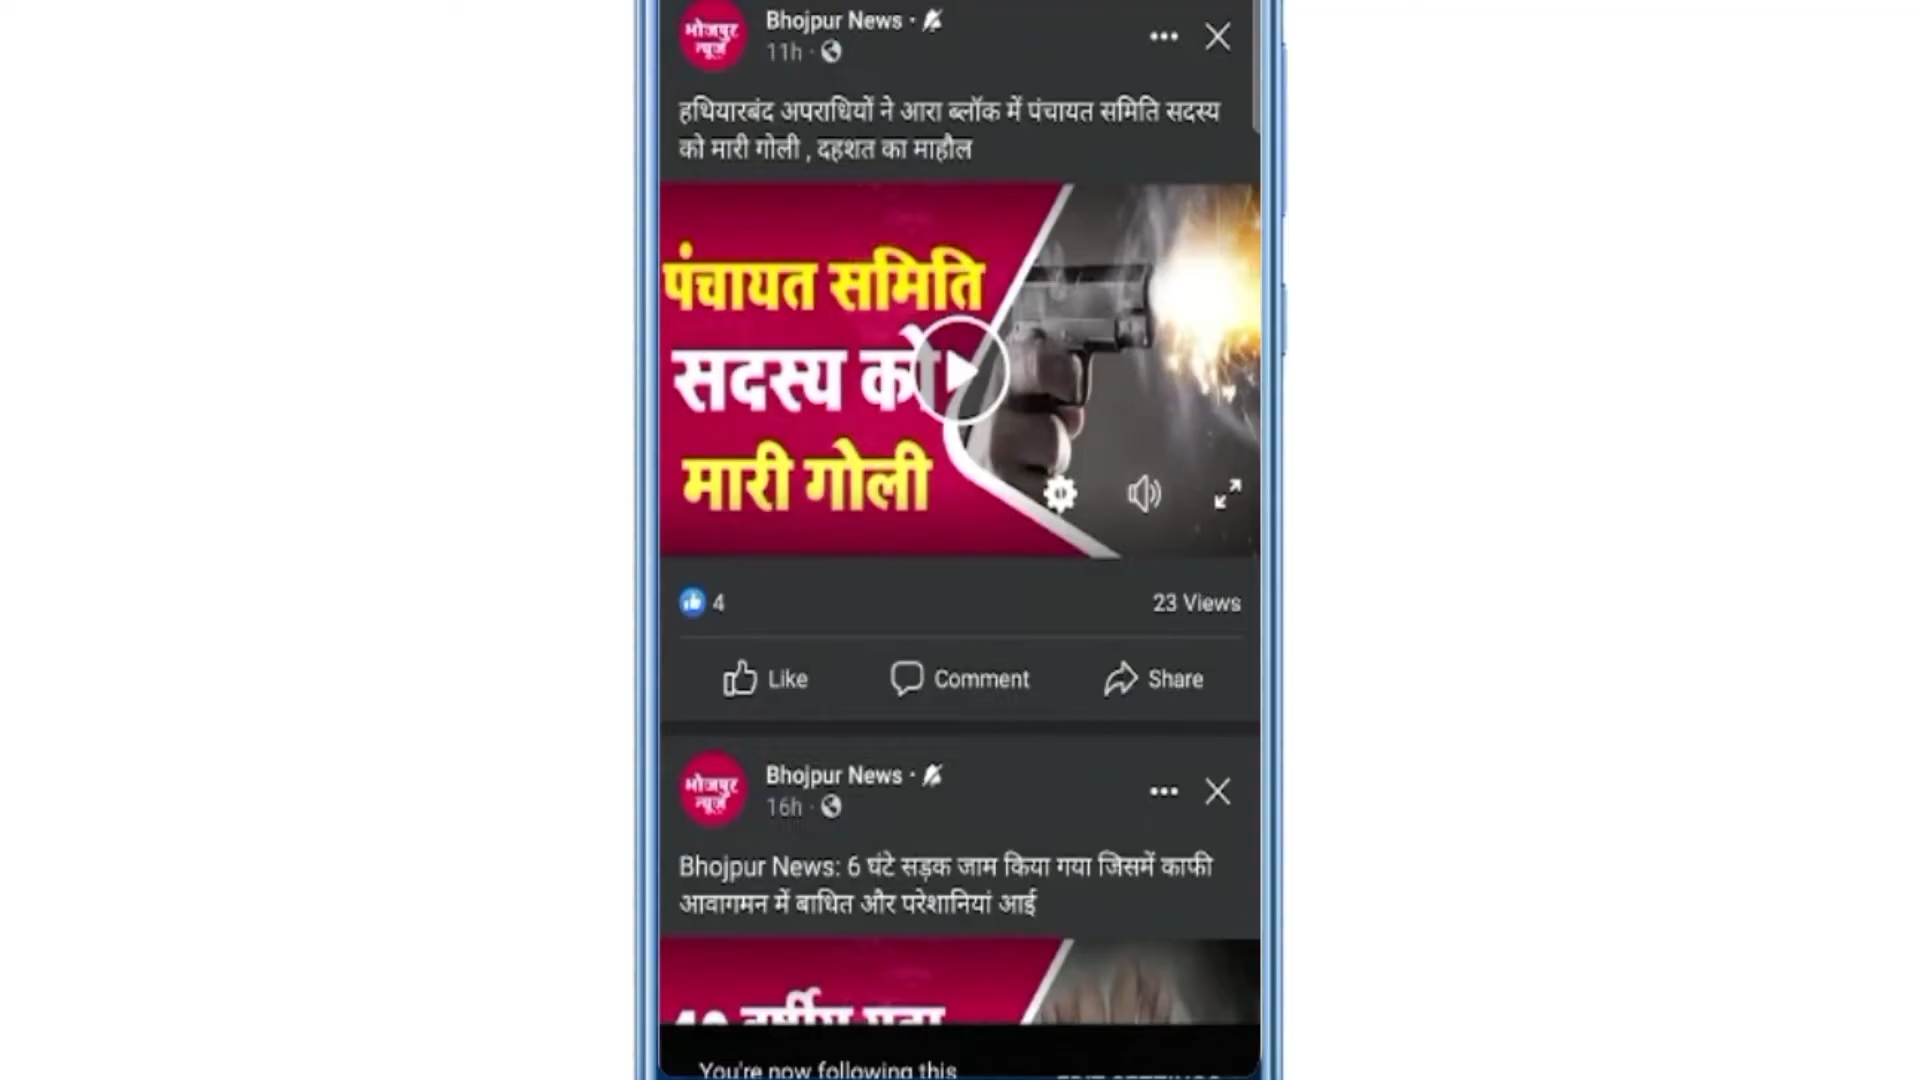 भोजपुर
न्यूज़
Bhojpur News ·
11h ·
हथियारबंद अपराधियों ने आरा ब्लॉक में पंचायत समिति सदस्य
को मारी गोली , दहशत का माहौल
पंचायत समिति
सदस्य को
मारी गोली
4
23 Views
Like
Comment
Share
भोजपुर
न्यूज़
Bhojpur News ·
16h ·
Bhojpur News: 6 घंटे सड़क जाम किया गया जिसमें काफी
आवागमन में बाधित और परेशानियां आई
You're now following this